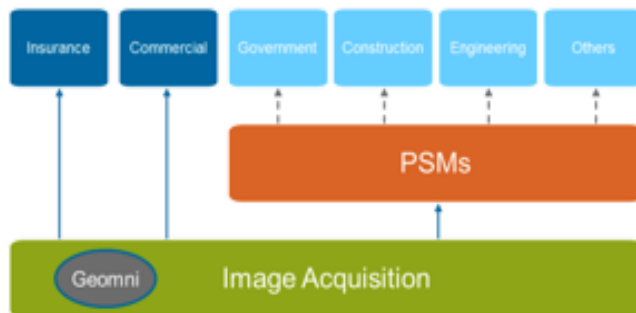 Insurance
Commercial
Government
Construction
Engineering
Others
PSMs
Geomni
Image Acquisition